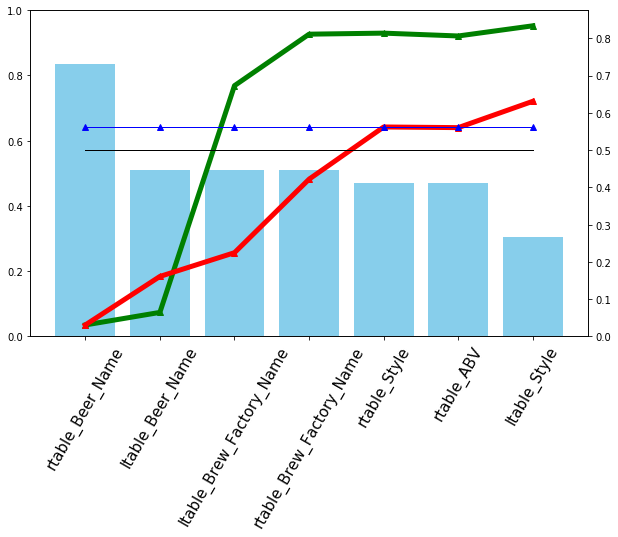 1.0
0.8
0.6
0.4
0.2
0.0
0.8
0.7
0.6
0.5
0.4
0.3
0.2
0.1
0.0
rtable_Beer_Name
ltable_Beer_Name
ltable_Brew_Factory_Name
rtable_Brew_Factory_Name
rtable_Style
rtable_ABV
ltable_Style